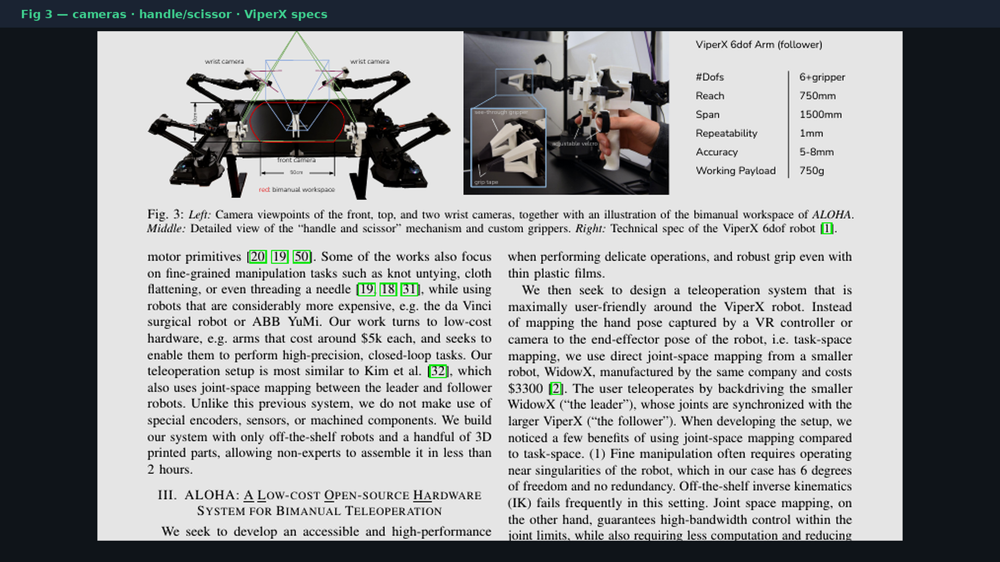 Fig 3 — cameras · handle/scissor · ViperX specs
wrist camera
wrist camera
front camera
50cm
red: bimanual workspace
see-through gripper
adjustable velcro
grip tape
ViperX 6dof Arm (follower)
#Dofs 6+gripper
Reach 750mm
Span 1500mm
Repeatability 1mm
Accuracy 5-8mm
Working Payload 750g
Fig. 3: Left: Camera viewpoints of the front, top, and two wrist cameras, together with an illustration of the bimanual workspace of ALOHA.
Middle: Detailed view of the “handle and scissor” mechanism and custom grippers. Right: Technical spec of the ViperX 6dof robot [1].
motor primitives [20, 19, 50]. Some of the works also focus
on fine-grained manipulation tasks such as knot untying, cloth
flattening, or even threading a needle [19, 18, 31], while using
robots that are considerably more expensive, e.g. the da Vinci
surgical robot or ABB YuMi. Our work turns to low-cost
hardware, e.g. arms that cost around $5k each, and seeks to
enable them to perform high-precision, closed-loop tasks. Our
teleoperation setup is most similar to Kim et al. [32], which
also uses joint-space mapping between the leader and follower
robots. Unlike this previous system, we do not make use of
special encoders, sensors, or machined components. We build
our system with only off-the-shelf robots and a handful of 3D
printed parts, allowing non-experts to assemble it in less than
2 hours.
III. ALOHA: A Low-cost Open-source Hardware
System for Bimanual Teleoperation
We seek to develop an accessible and high-performance
when performing delicate operations, and robust grip even with
thin plastic films.
We then seek to design a teleoperation system that is
maximally user-friendly around the ViperX robot. Instead
of mapping the hand pose captured by a VR controller or
camera to the end-effector pose of the robot, i.e. task-space
mapping, we use direct joint-space mapping from a smaller
robot, WidowX, manufactured by the same company and costs
$3300 [2]. The user teleoperates by backdriving the smaller
WidowX (“the leader”), whose joints are synchronized with the
larger ViperX (“the follower”). When developing the setup, we
noticed a few benefits of using joint-space mapping compared
to task-space. (1) Fine manipulation often requires operating
near singularities of the robot, which in our case has 6 degrees
of freedom and no redundancy. Off-the-shelf inverse kinematics
(IK) fails frequently in this setting. Joint space mapping, on
the other hand, guarantees high-bandwidth control within the
joint limits, while also requiring less computation and reducing